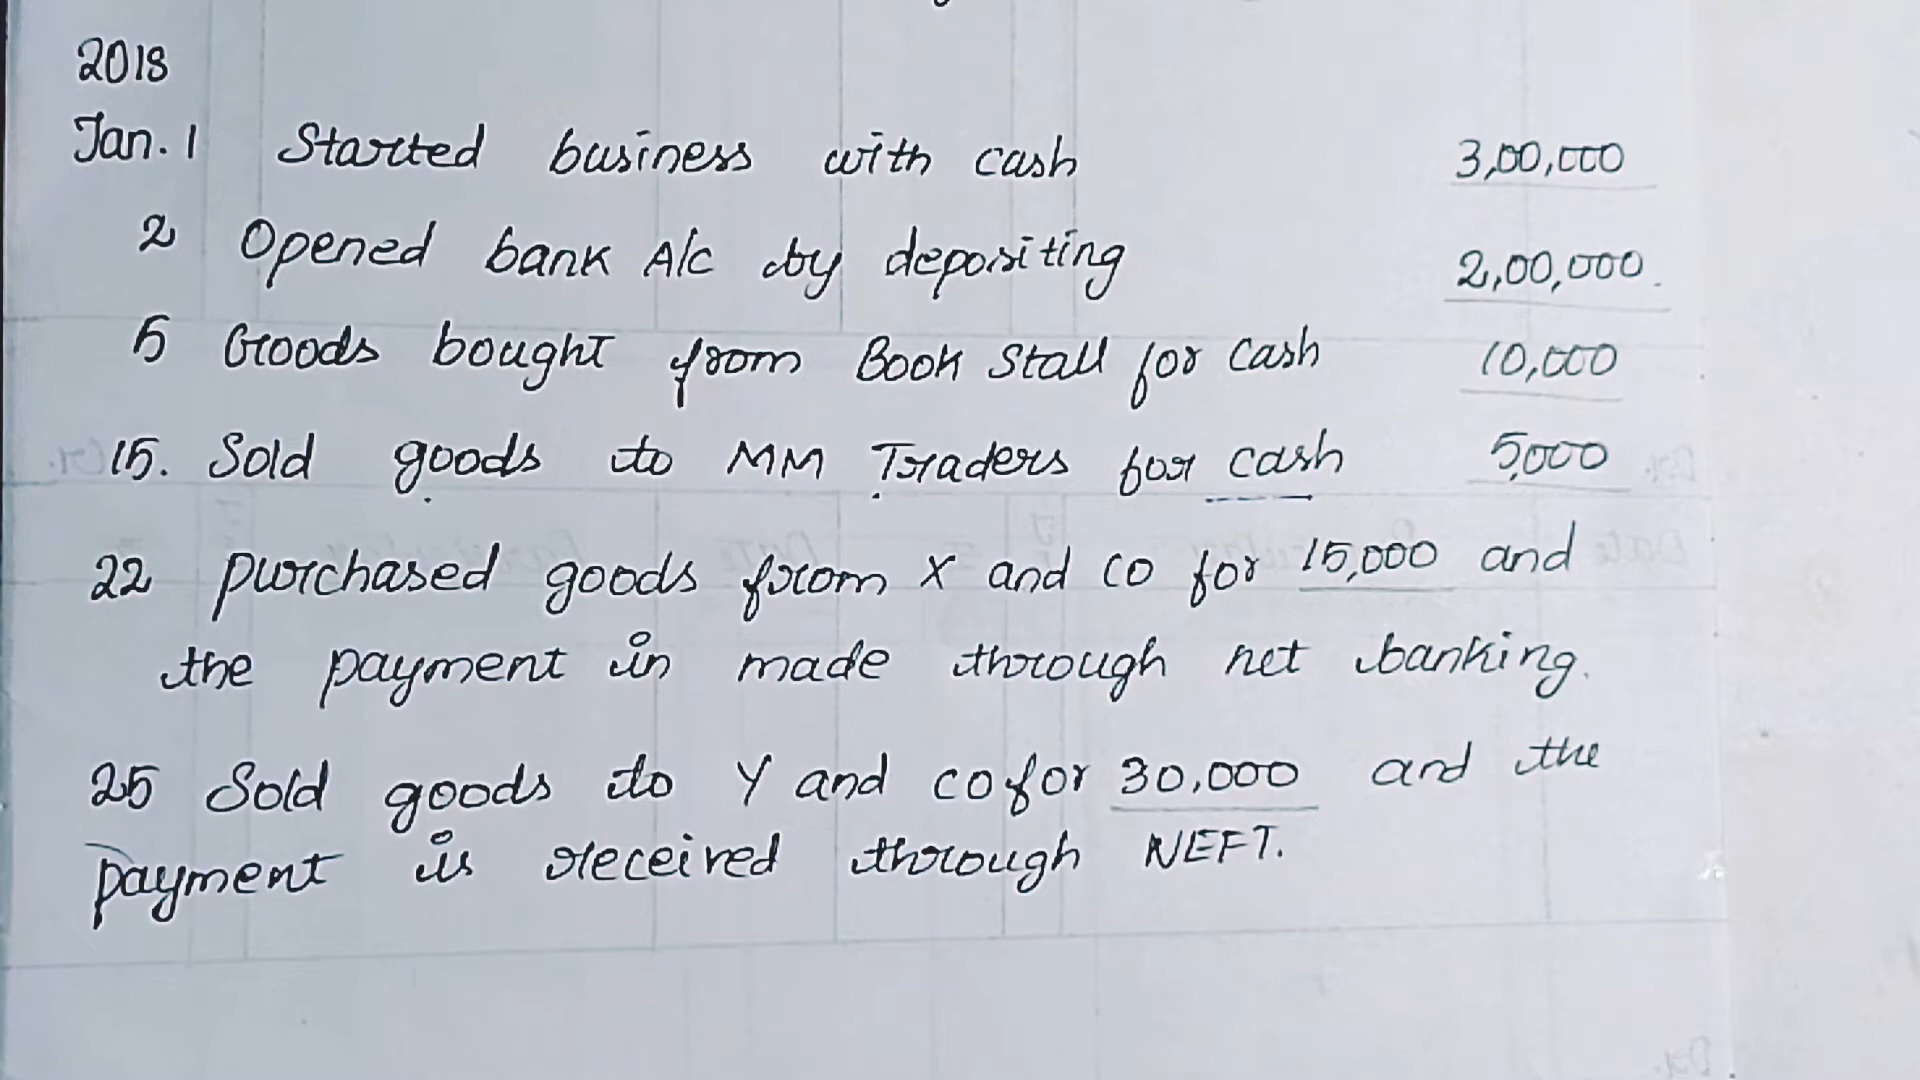 2018
Jan. 1 Started business with cash 3,00,000
2 Opened bank A/c by depositing 2,00,000.
5 Goods bought from Book Stall for cash 10,000
15. Sold goods to MM Traders for cash 5,000
22 purchased goods from X and co for 15,000 and
the payment in made through net banking.
25 Sold goods to Y and co for 30,000 and the
payment is received through NEFT.